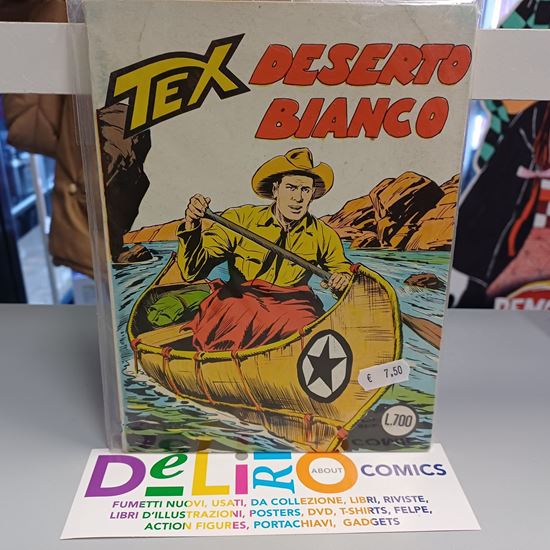 TEX
DESERTO
BIANCO
€ 7,50
L.700
DeLiRiO
ABOUT
COMICS
FUMETTI NUOVI, USATI, DA COLLEZIONE, LIBRI, RIVISTE,
LIBRI D'ILLUSTRAZIONI, POSTERS, DVD, T-SHIRTS, FELPE,
ACTION FIGURES, PORTACHIAVI, GADGETS